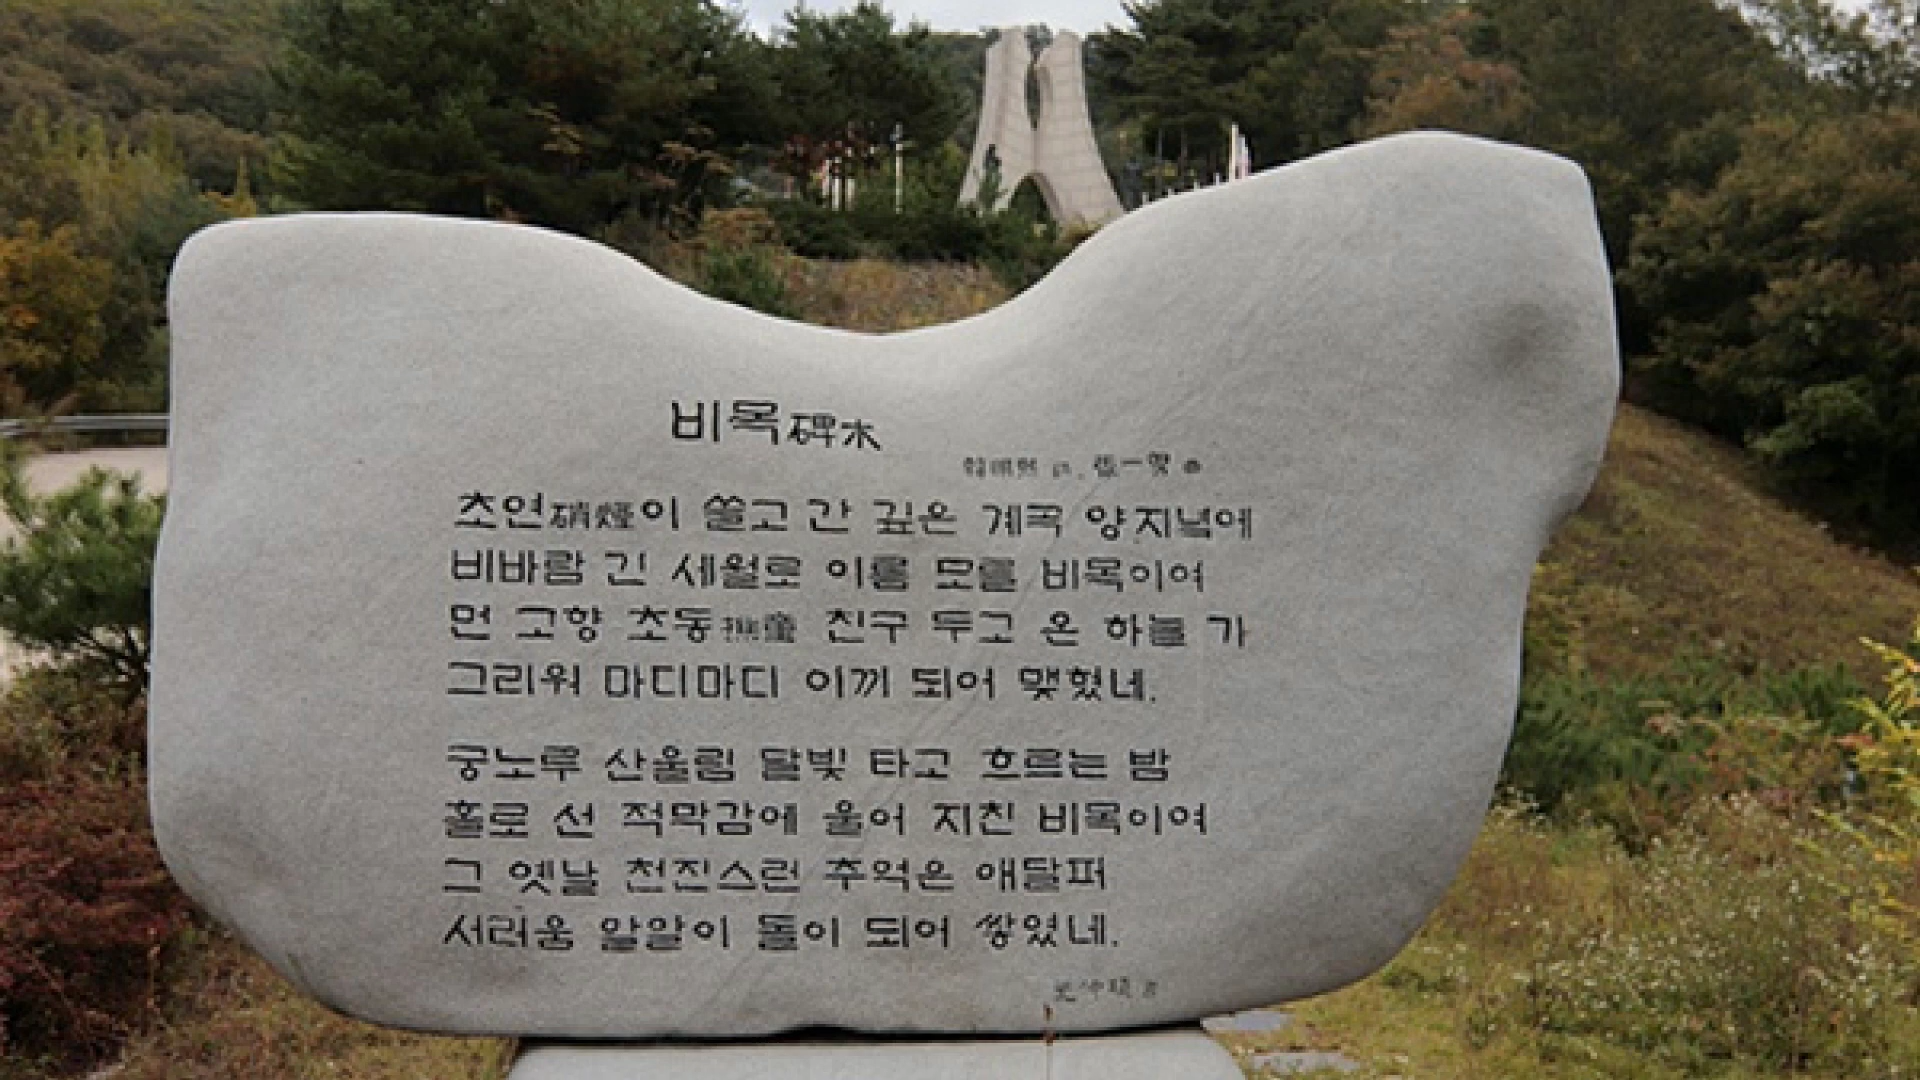 비목碑木
초연硝煙이 쓸고 간 깊은 계곡 양지녘에
비바람 긴 세월로 이름 모를 비목이여
먼 고향 초동樵童 친구 두고 온 하늘 가
그리워 마디마디 이끼 되어 맺혔네.
궁노루 산울림 달빛 타고 흐르는 밤
홀로 선 적막감에 울어 지친 비목이여
그 옛날 천진스런 추억은 애달퍼
서러움 알알이 돌이 되어 쌓였네.